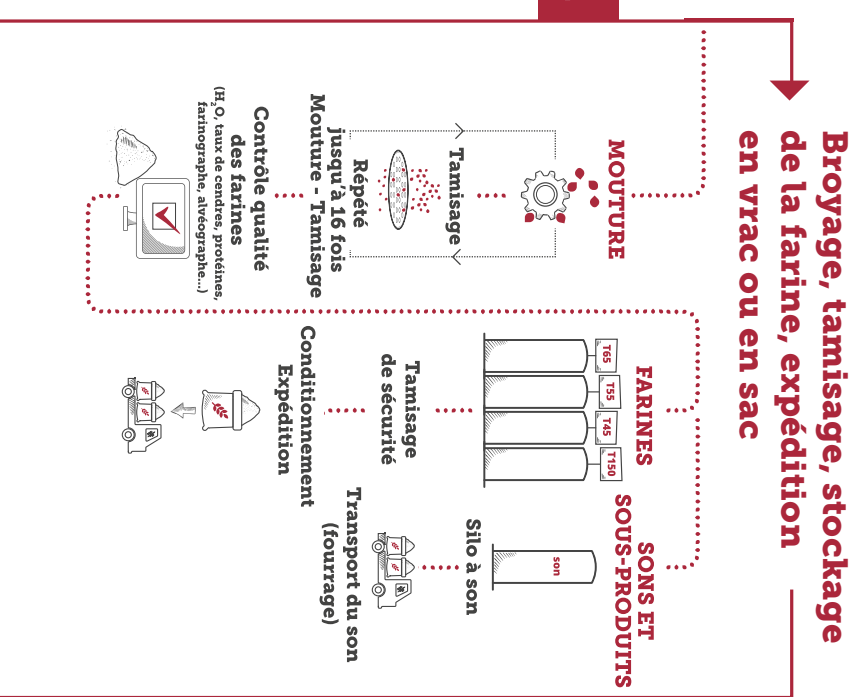 Broyage, tamisage, stockage
de la farine, expédition
en vrac ou en sac
MOUTURE
Tamisage
Répété
jusqu'à 16 fois
Mouture - Tamisage
Contrôle qualité
des farines
(H₂O, taux de cendres, protéines,
farinographe, alvéographe...)
FARINES
T65
T55
T45
T150
Tamisage
de sécurité
Conditionnement
Expédition
SONS ET
SOUS-PRODUITS
son
Silo à son
Transport du son
(fourrage)